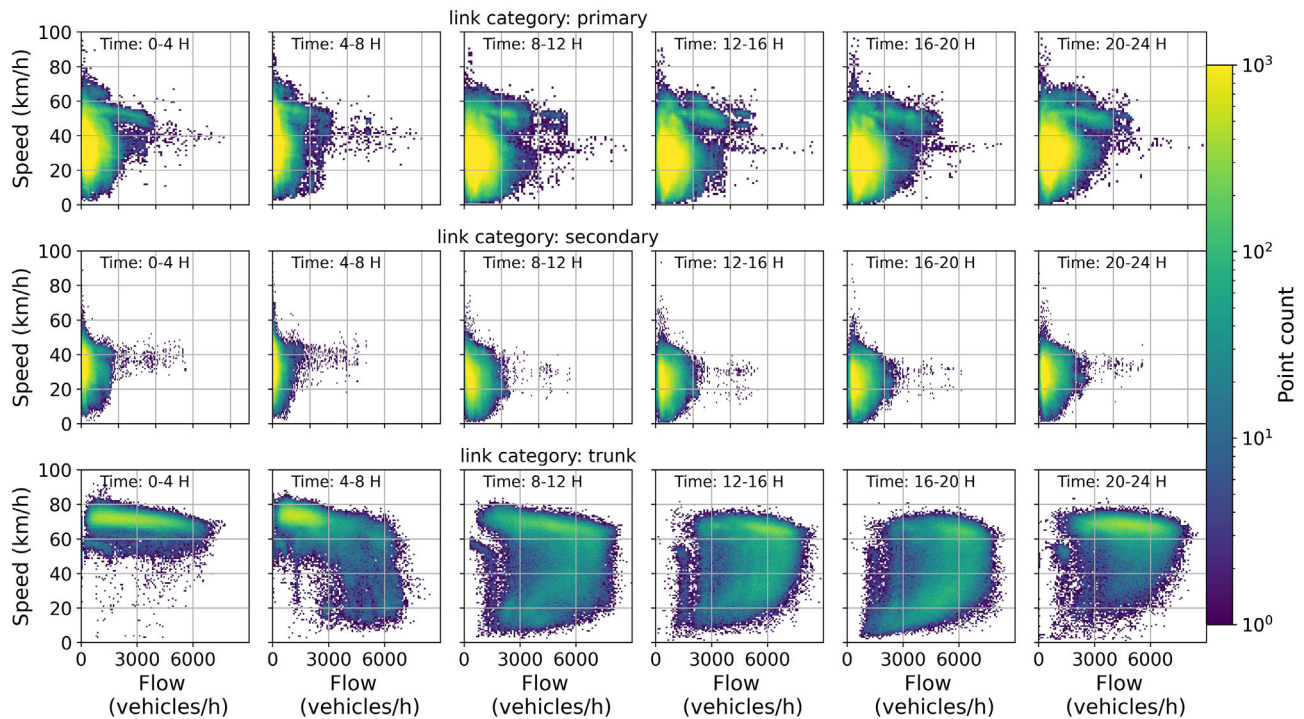 link category: primary
100 Time: 0-4 H Time: 4-8 H Time: 8-12 H Time: 12-16 H Time: 16-20 H Time: 20-24 H
80
60
40
20
0
Speed (km/h)
link category: secondary
100 Time: 0-4 H Time: 4-8 H Time: 8-12 H Time: 12-16 H Time: 16-20 H Time: 20-24 H
80
60
40
20
0
Speed (km/h)
link category: trunk
100 Time: 0-4 H Time: 4-8 H Time: 8-12 H Time: 12-16 H Time: 16-20 H Time: 20-24 H
80
60
40
20
0
Speed (km/h)
0 3000 6000 0 3000 6000 0 3000 6000 0 3000 6000 0 3000 6000 0 3000 6000
Flow Flow Flow Flow Flow Flow
(vehicles/h) (vehicles/h) (vehicles/h) (vehicles/h) (vehicles/h) (vehicles/h)
10³
10²
10¹
10⁰
Point count